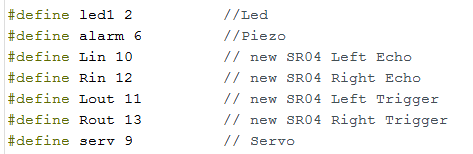 #define led1 2 //Led
#define alarm 6 //Piezo
#define Lin 10 // new SR04 Left Echo
#define Rin 12 // new SR04 Right Echo
#define Lout 11 // new SR04 Left Trigger
#define Rout 13 // new SR04 Right Trigger
#define serv 9 // Servo